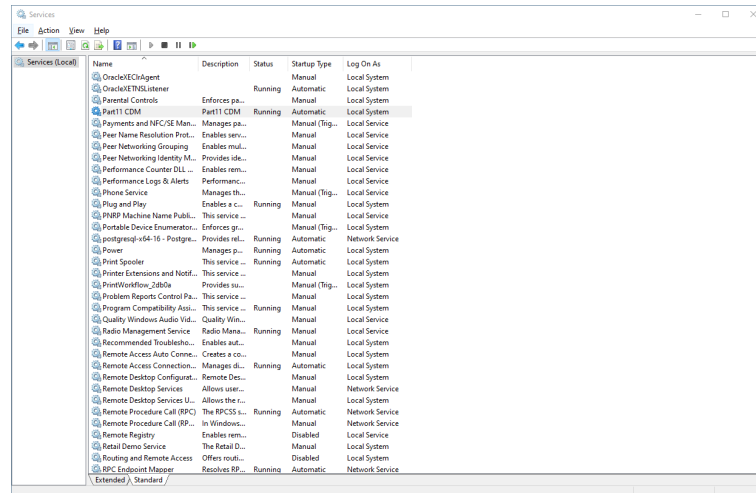 Services
File Action View Help
Services (Local)
Name Description Status Startup Type Log On As
OracleXEClrAgent Manual Local System
OracleXETNSListener Running Automatic Local System
Parental Controls Enforces pa... Manual Local System
Part11 CDM Part11 CDM Running Automatic Local System
Payments and NFC/SE Man... Manages pa... Manual (Trig... Local Service
Peer Name Resolution Prot... Enables serv... Manual Local Service
Peer Networking Grouping Enables mul... Manual Local Service
Peer Networking Identity M... Provides ide... Manual Local Service
Performance Counter DLL ... Enables rem... Manual Local Service
Performance Logs & Alerts Performanc... Manual Local Service
Phone Service Manages th... Manual (Trig... Local Service
Plug and Play Enables a c... Running Manual Local System
PNRP Machine Name Publi... This service ... Manual Local Service
Portable Device Enumerator... Enforces gr... Manual (Trig... Local System
postgresql-x64-16 - Postgre... Provides rel... Running Automatic Network Service
Power Manages p... Running Automatic Local System
Print Spooler This service ... Running Automatic Local System
Printer Extensions and Notif... This service ... Manual Local System
PrintWorkflow_2db0a Provides su... Manual (Trig... Local System
Problem Reports Control Pa... This service ... Manual Local System
Program Compatibility Assi... This service ... Running Manual Local System
Quality Windows Audio Vid... Quality Win... Manual Local Service
Radio Management Service Radio Mana... Running Manual Local Service
Recommended Troublesho... Enables aut... Manual Local System
Remote Access Auto Conne... Creates a co... Manual Local System
Remote Access Connection... Manages di... Running Automatic Local System
Remote Desktop Configurat... Remote Des... Manual Local System
Remote Desktop Services Allows user... Manual Network Service
Remote Desktop Services U... Allows the r... Manual Local System
Remote Procedure Call (RPC) The RPCSS s... Running Automatic Network Service
Remote Procedure Call (RP... In Windows... Manual Network Service
Remote Registry Enables rem... Disabled Local Service
Retail Demo Service The Retail D... Manual Local System
Routing and Remote Access Offers routi... Disabled Local System
RPC Endpoint Mapper Resolves RP... Running Automatic Network Service
Extended Standard